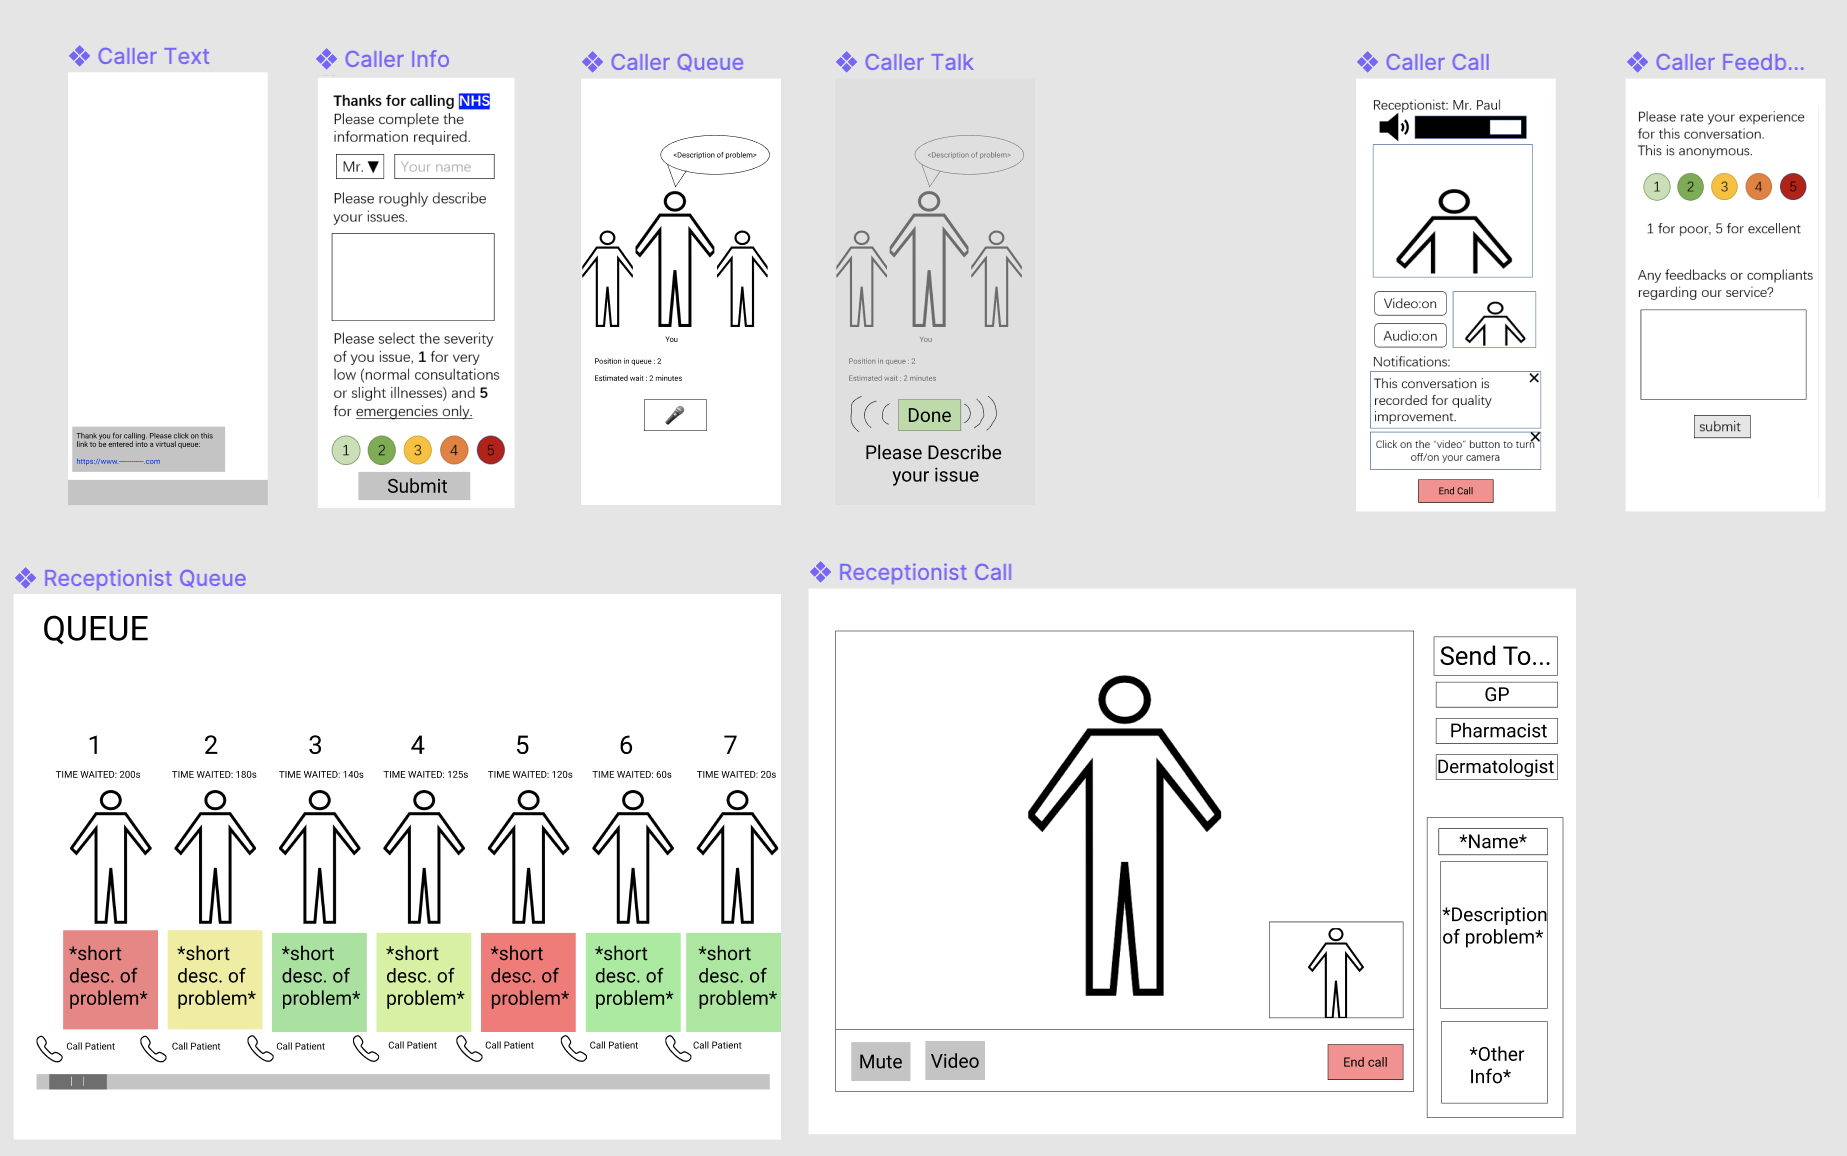 Caller Text
Thank you for calling. Please click on this
link to be entered into a virtual queue:
https://www.--------.com
Caller Info
Thanks for calling NHS
Please complete the
information required.
Mr. ▼ Your name
Please roughly describe
your issues.
Please select the severity
of you issue, 1 for very
low (normal consultations
or slight illnesses) and 5
for emergencies only.
1 2 3 4 5
Submit
Caller Queue
<Description of problem>
You
Position in queue : 2
Estimated wait : 2 minutes
Caller Talk
<Description of problem>
You
Position in queue : 2
Estimated wait : 2 minutes
Done
Please Describe
your issue
Caller Call
Receptionist: Mr. Paul
Video:on
Audio:on
Notifications:
This conversation is
recorded for quality
improvement.
Click on the "video" button to turn
off/on your camera
End Call
Caller Feedb...
Please rate your experience
for this conversation.
This is anonymous.
1 2 3 4 5
1 for poor, 5 for excellent
Any feedbacks or compliants
regarding our service?
submit
Receptionist Queue
QUEUE
1 2 3 4 5 6 7
TIME WAITED: 200s TIME WAITED: 180s TIME WAITED: 140s TIME WAITED: 125s TIME WAITED: 120s TIME WAITED: 60s TIME WAITED: 20s
*short *short *short *short *short *short *short
desc. of desc. of desc. of desc. of desc. of desc. of desc. of
problem* problem* problem* problem* problem* problem* problem*
Call Patient Call Patient Call Patient Call Patient Call Patient Call Patient Call Patient
Receptionist Call
Mute Video End call
Send To...
GP
Pharmacist
Dermatologist
*Name*
*Description
of problem*
*Other
Info*